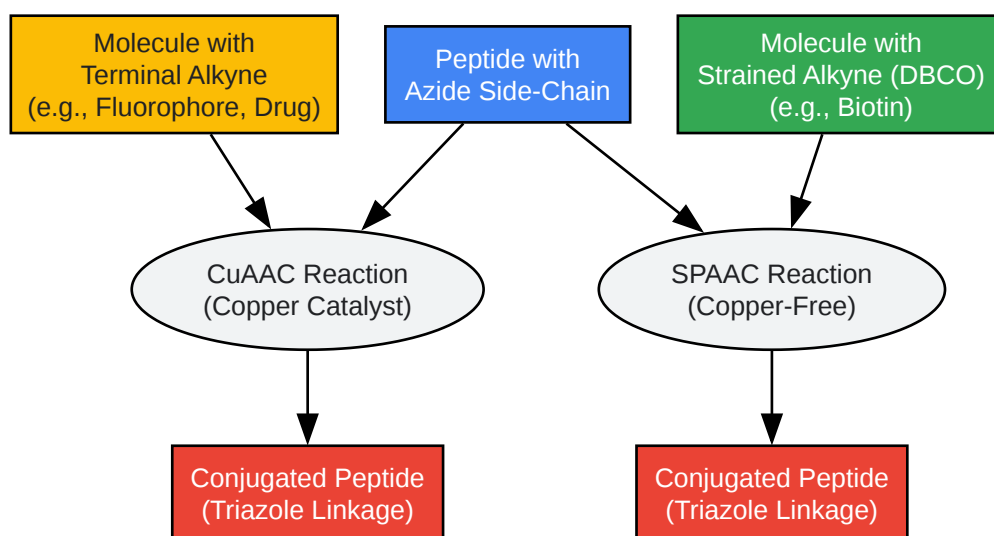 Molecule with
Terminal Alkyne
(e.g., Fluorophore, Drug)
Peptide with
Azide Side-Chain
Molecule with
Strained Alkyne (DBCO)
(e.g., Biotin)
CuAAC Reaction
(Copper Catalyst)
SPAAC Reaction
(Copper-Free)
Conjugated Peptide
(Triazole Linkage)
Conjugated Peptide
(Triazole Linkage)